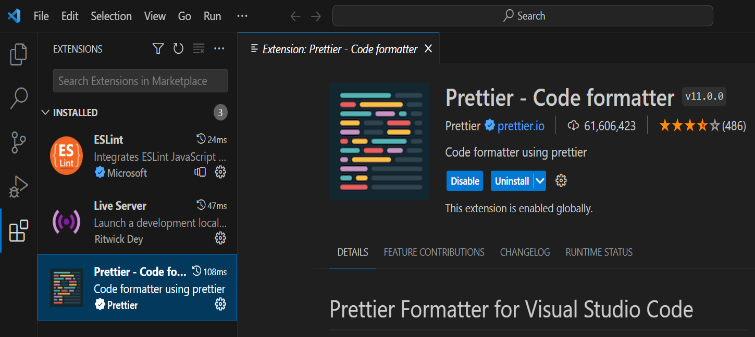 File Edit Selection View Go Run ··· Search
EXTENSIONS
Search Extensions in Marketplace
INSTALLED 3
ES Lint
ESLint 24ms
Integrates ESLint JavaScript ...
Microsoft
Live Server 47ms
Launch a development local...
Ritwick Dey
Prettier - Code fo... 108ms
Code formatter using prettier
Prettier
Extension: Prettier - Code formatter
Prettier - Code formatter v11.0.0
Prettier prettier.io 61,606,423 (486)
Code formatter using prettier
Disable Uninstall
This extension is enabled globally.
DETAILS FEATURE CONTRIBUTIONS CHANGELOG RUNTIME STATUS
Prettier Formatter for Visual Studio Code